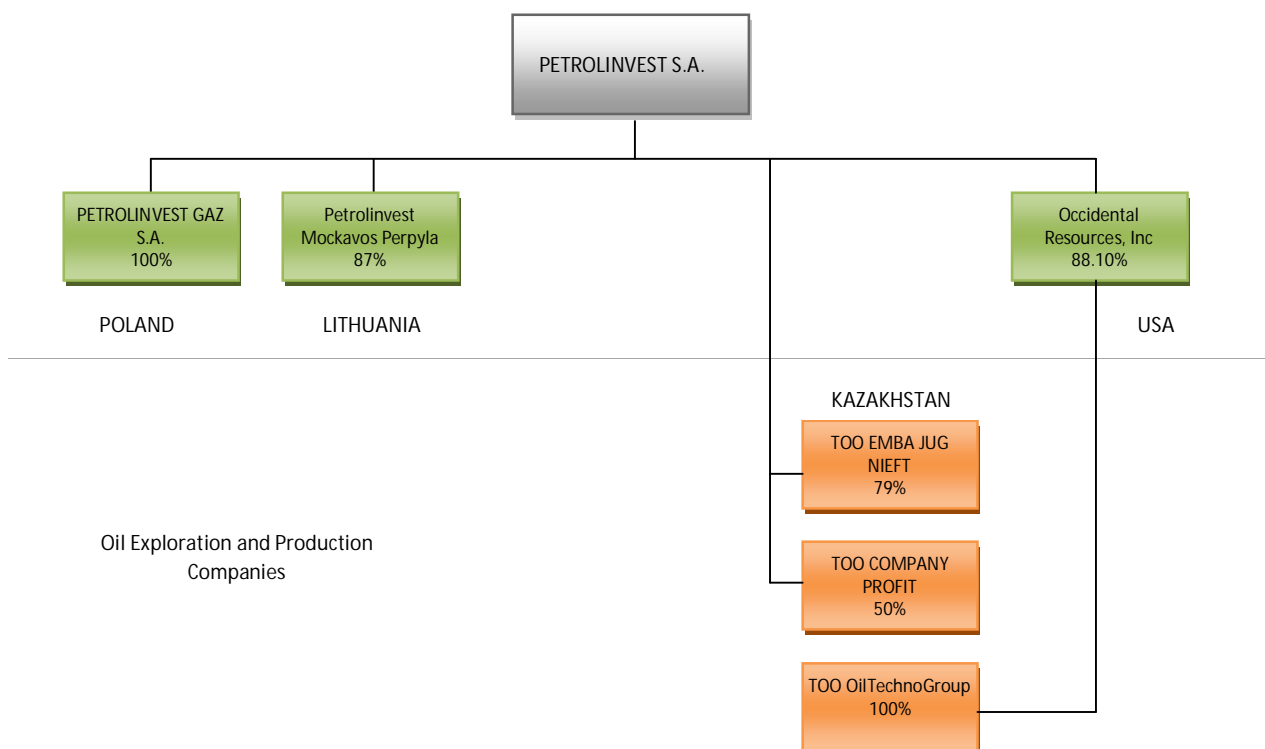 PETROLINVEST S.A.
PETROLINVEST GAZ
S.A.
100%
Petrolinvest
Mockavos Perpyla
87%
Occidental
Resources, Inc
88.10%
POLAND
LITHUANIA
USA
KAZAKHSTAN
TOO EMBA JUG
NIEFT
79%
Oil Exploration and Production
Companies
TOO COMPANY
PROFIT
50%
TOO OilTechnoGroup
100%